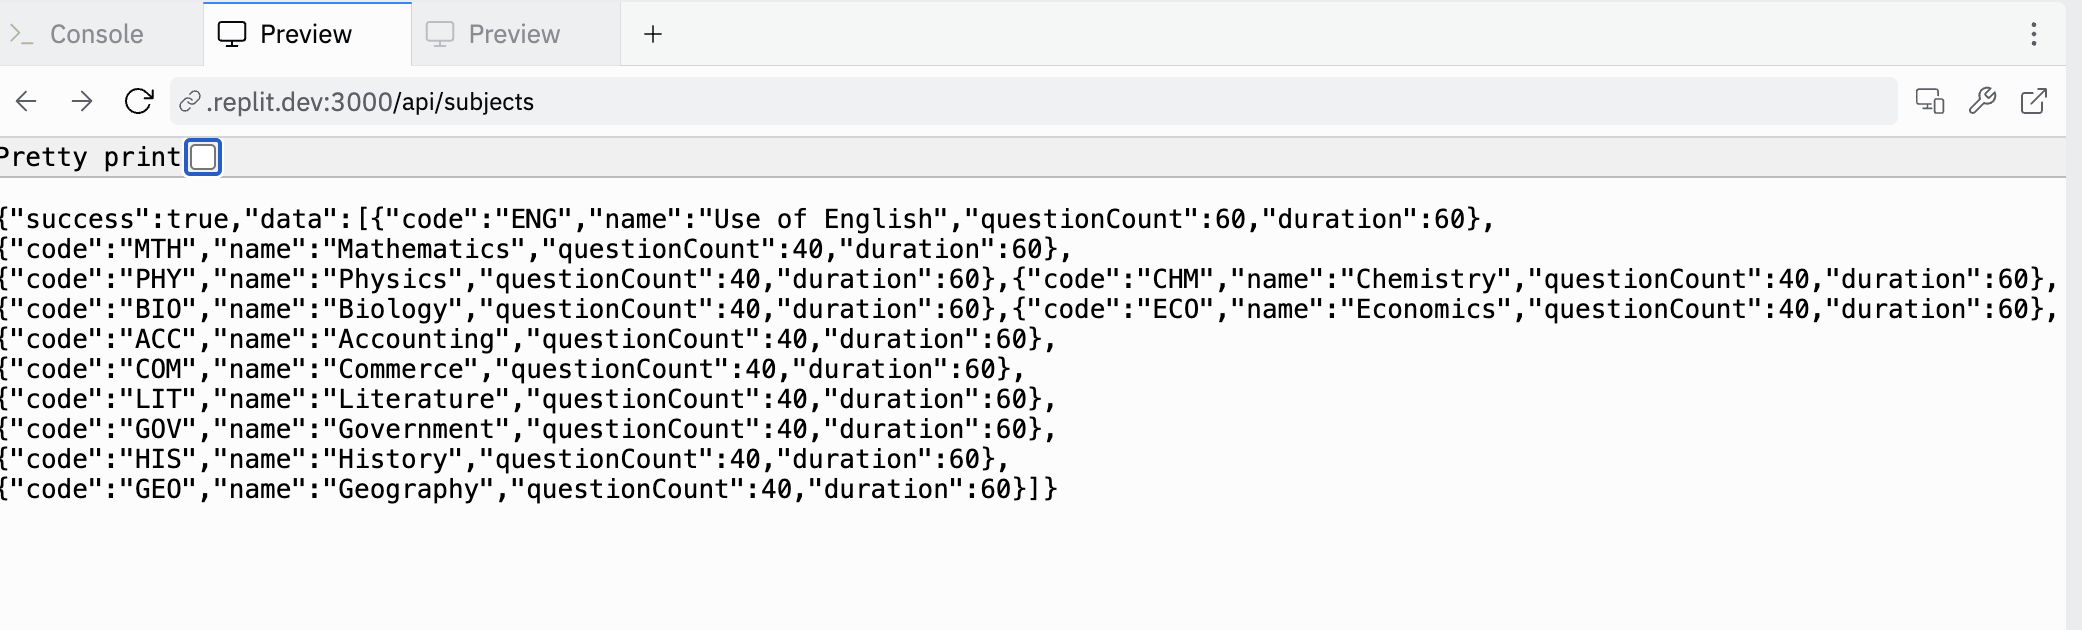 Console
Preview
Preview
.replit.dev:3000/api/subjects
Pretty print
{"success":true,"data":[{"code":"ENG","name":"Use of English","questionCount":60,"duration":60},
{"code":"MTH","name":"Mathematics","questionCount":40,"duration":60},
{"code":"PHY","name":"Physics","questionCount":40,"duration":60},{"code":"CHM","name":"Chemistry","questionCount":40,"duration":60},
{"code":"BIO","name":"Biology","questionCount":40,"duration":60},{"code":"ECO","name":"Economics","questionCount":40,"duration":60},
{"code":"ACC","name":"Accounting","questionCount":40,"duration":60},
{"code":"COM","name":"Commerce","questionCount":40,"duration":60},
{"code":"LIT","name":"Literature","questionCount":40,"duration":60},
{"code":"GOV","name":"Government","questionCount":40,"duration":60},
{"code":"HIS","name":"History","questionCount":40,"duration":60},
{"code":"GEO","name":"Geography","questionCount":40,"duration":60}]}